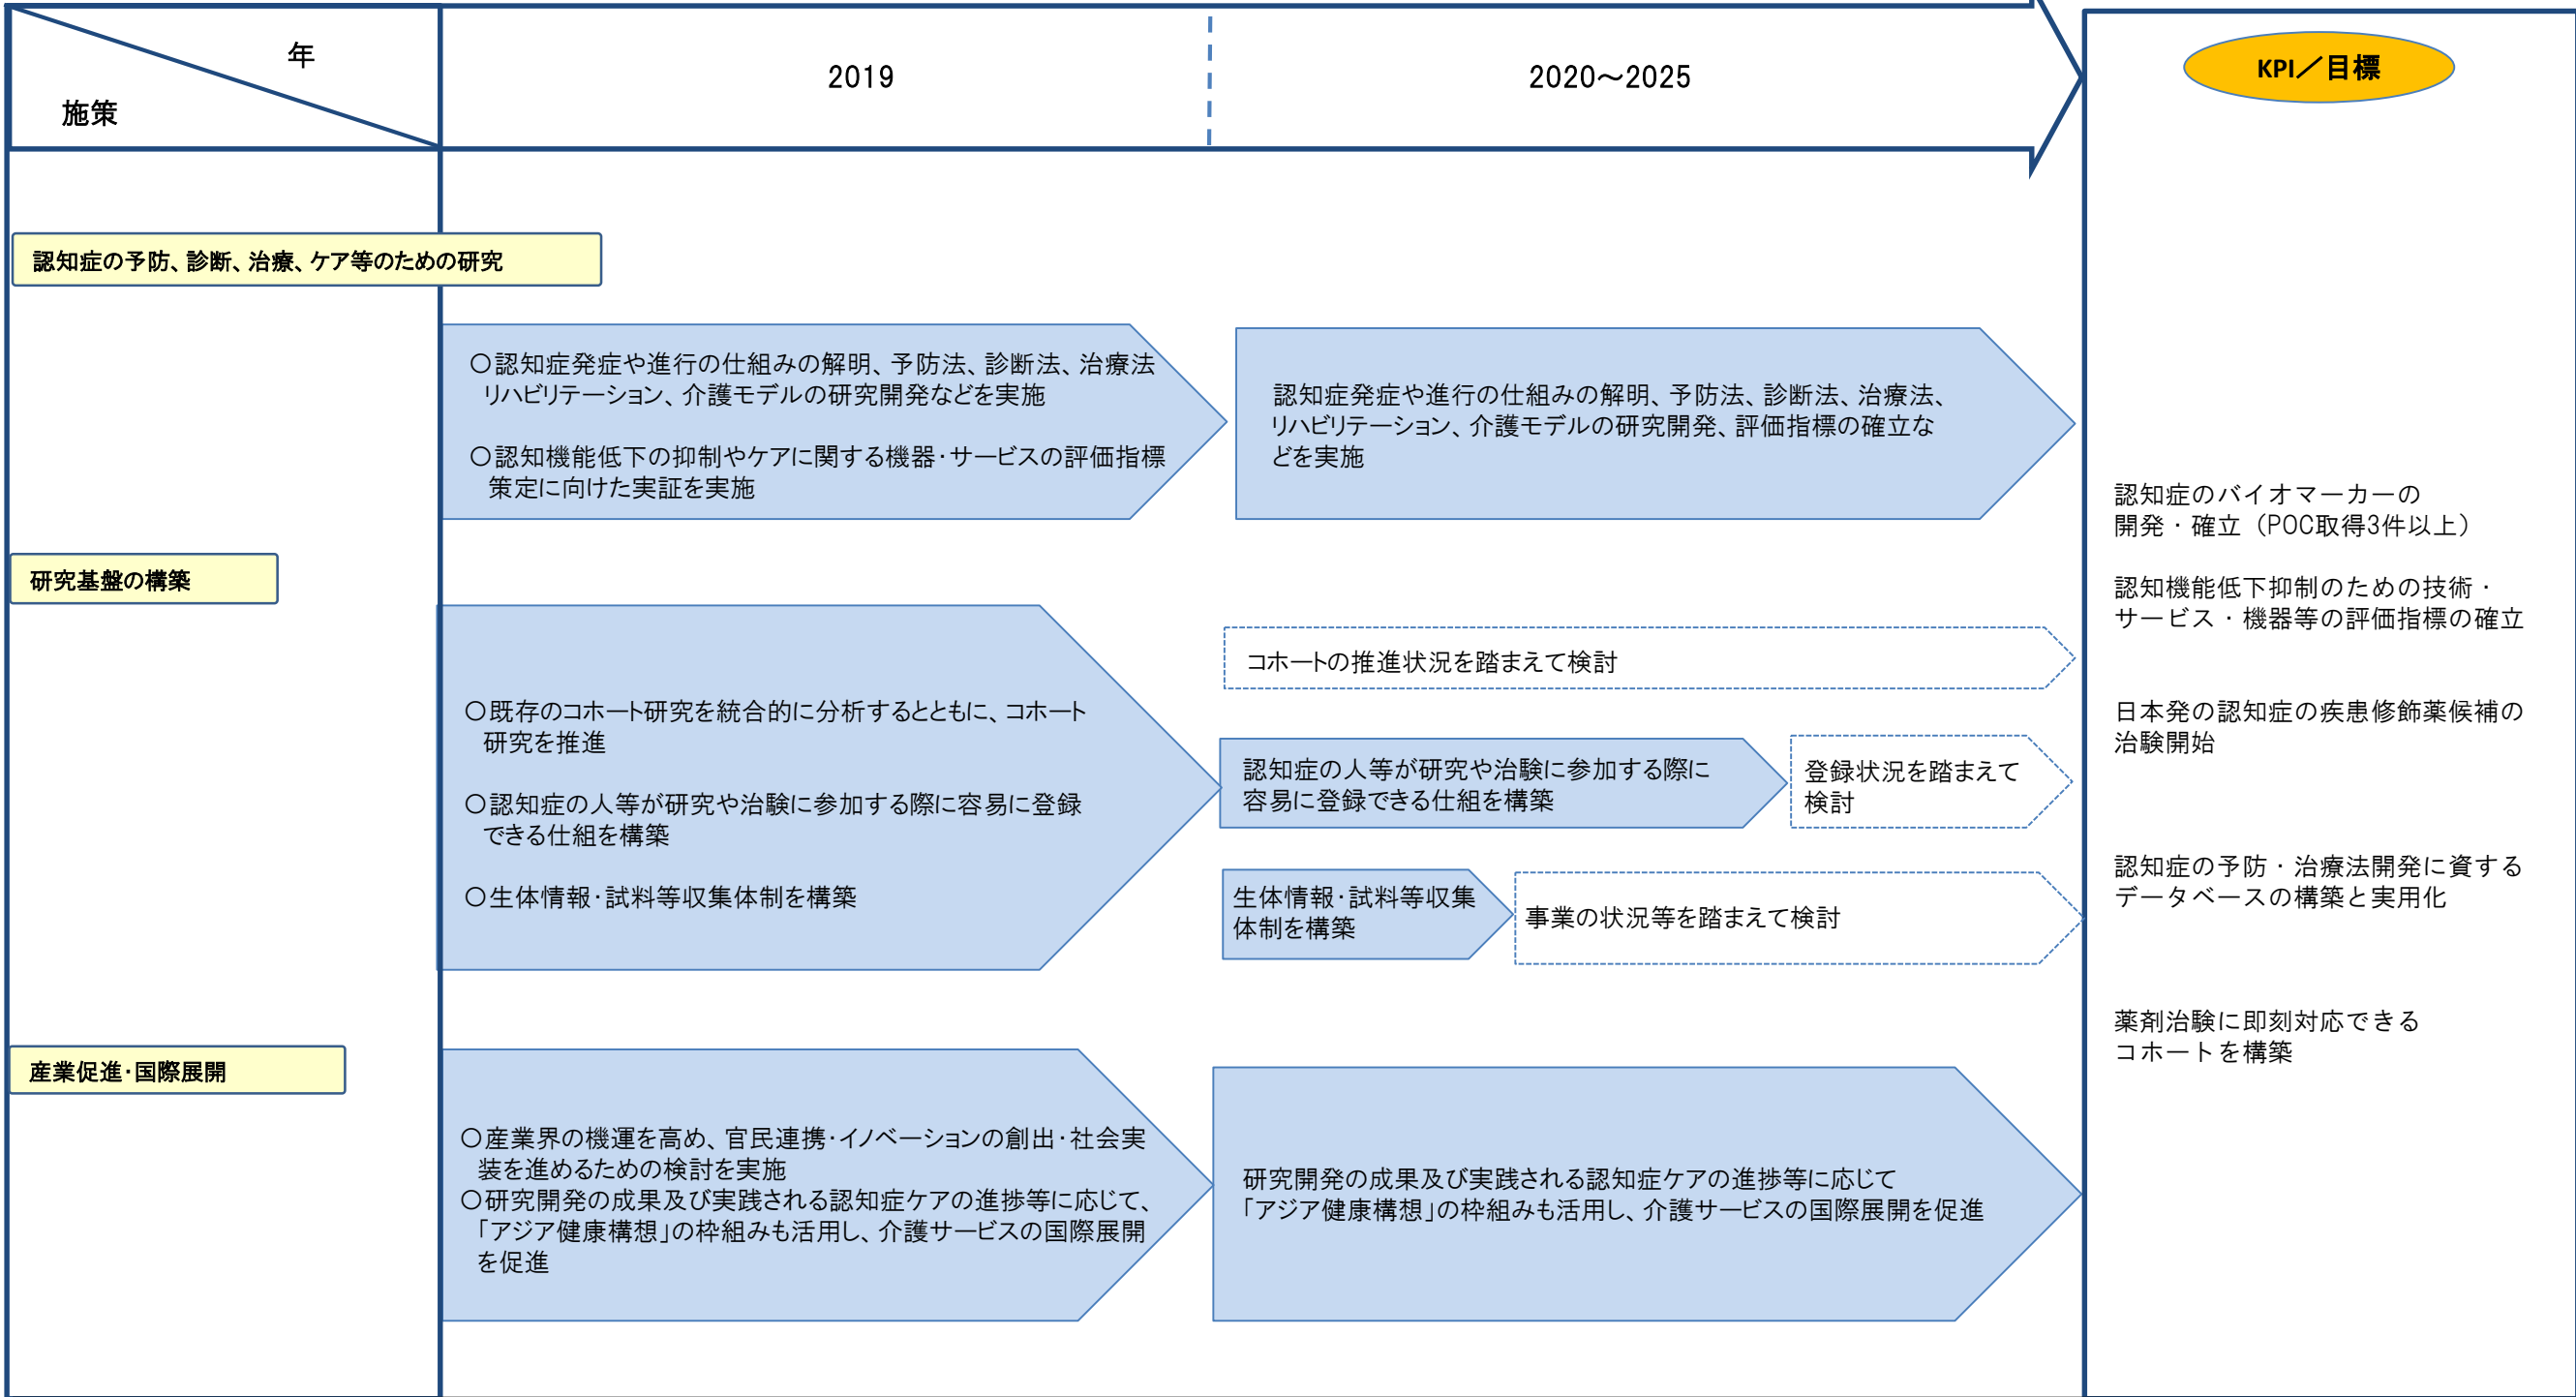 年
施策
2019
2020～2025
KPI／目標
認知症の予防、診断、治療、ケア等のための研究
〇認知症発症や進行の仕組みの解明、予防法、診断法、治療法
リハビリテーション、介護モデルの研究開発などを実施
〇認知機能低下の抑制やケアに関する機器・サービスの評価指標
策定に向けた実証を実施
認知症発症や進行の仕組みの解明、予防法、診断法、治療法、
リハビリテーション、介護モデルの研究開発、評価指標の確立な
どを実施
研究基盤の構築
〇既存のコホート研究を統合的に分析するとともに、コホート
研究を推進
〇認知症の人等が研究や治験に参加する際に容易に登録
できる仕組を構築
〇生体情報・試料等収集体制を構築
コホートの推進状況を踏まえて検討
認知症の人等が研究や治験に参加する際に
容易に登録できる仕組を構築
登録状況を踏まえて
検討
生体情報・試料等収集
体制を構築
事業の状況等を踏まえて検討
産業促進・国際展開
〇産業界の機運を高め、官民連携・イノベーションの創出・社会実
装を進めるための検討を実施
〇研究開発の成果及び実践される認知症ケアの進捗等に応じて、
「アジア健康構想」の枠組みも活用し、介護サービスの国際展開
を促進
研究開発の成果及び実践される認知症ケアの進捗等に応じて
「アジア健康構想」の枠組みも活用し、介護サービスの国際展開を促進
認知症のバイオマーカーの
開発・確立（POC取得3件以上）
認知機能低下抑制のための技術・
サービス・機器等の評価指標の確立
日本発の認知症の疾患修飾薬候補の
治験開始
認知症の予防・治療法開発に資する
データベースの構築と実用化
薬剤治験に即刻対応できる
コホートを構築